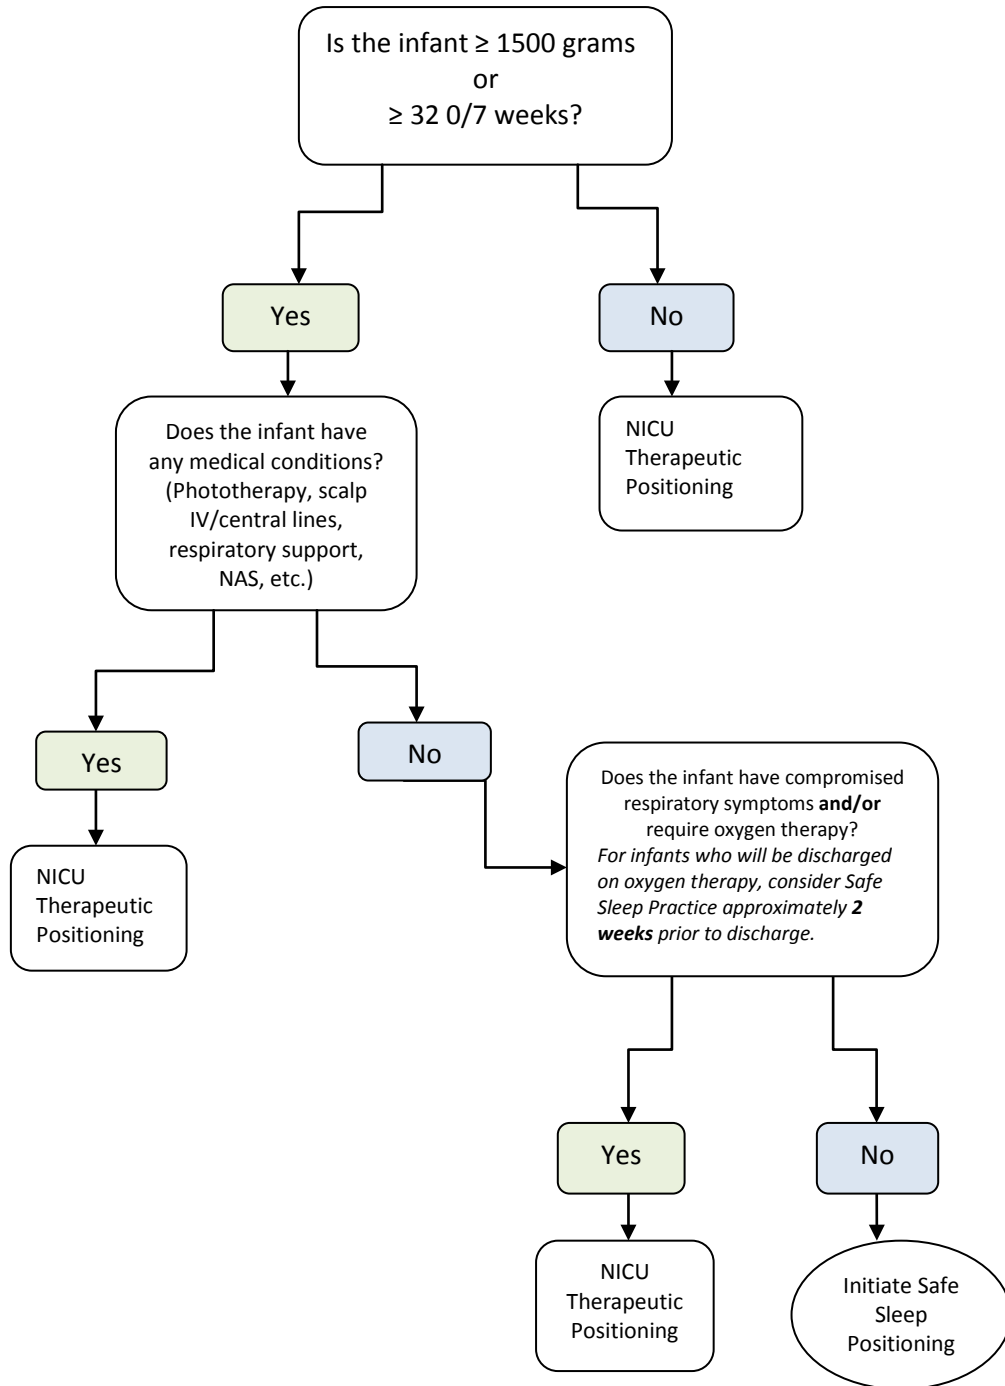 Is the infant ≥ 1500 grams
or
≥ 32 0/7 weeks?
Yes
No
Does the infant have
any medical conditions?
(Phototherapy, scalp
IV/central lines,
respiratory support,
NAS, etc.)
NICU
Therapeutic
Positioning
Yes
No
NICU
Therapeutic
Positioning
Does the infant have compromised
respiratory symptoms and/or
require oxygen therapy?
For infants who will be discharged
on oxygen therapy, consider Safe
Sleep Practice approximately 2
weeks prior to discharge.
Yes
No
NICU
Therapeutic
Positioning
Initiate Safe
Sleep
Positioning